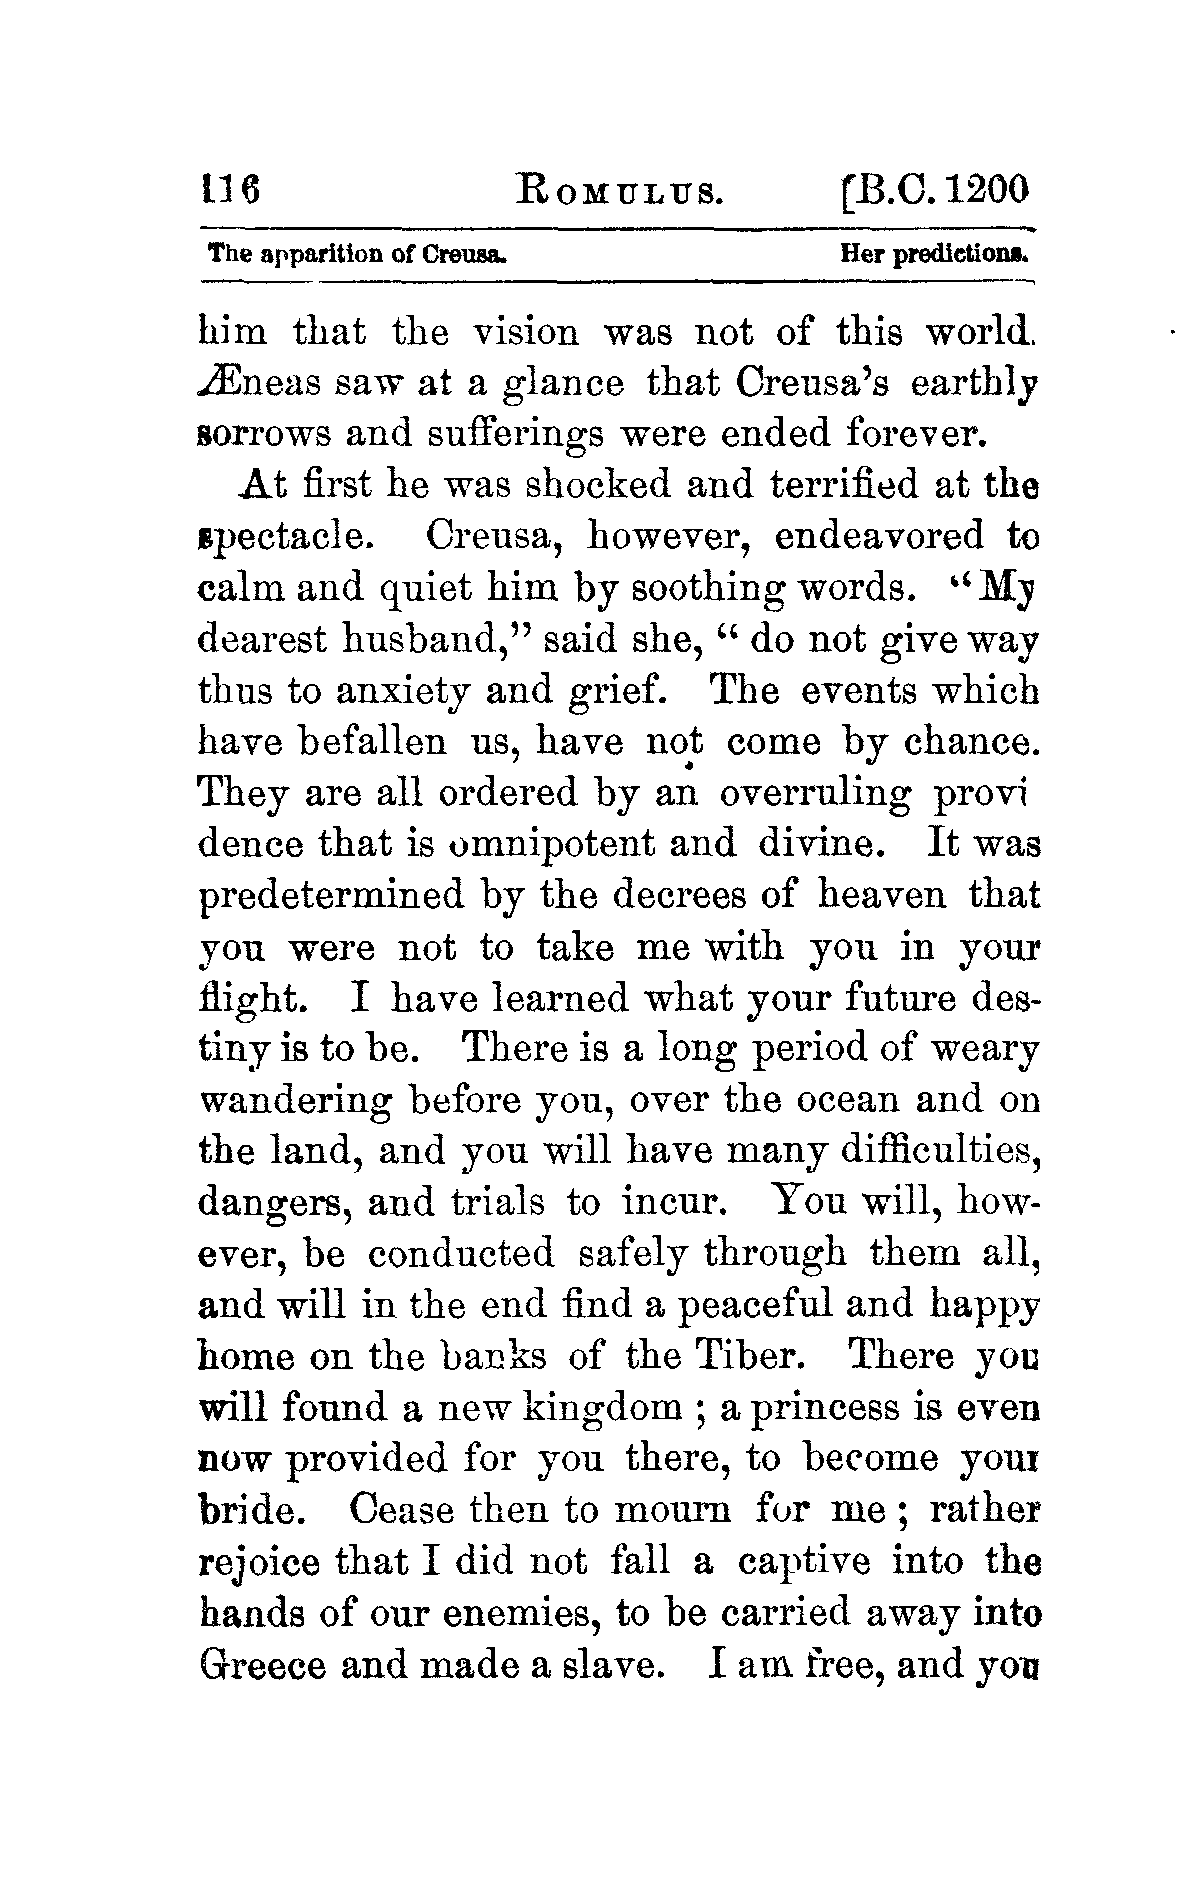 116 ROMULUS. [B.C. 1200
The apparition of Creusa. Her predictions.
him that the vision was not of this world.
Æneas saw at a glance that Creusa's earthly
sorrows and sufferings were ended forever.
At first he was shocked and terrified at the
spectacle. Creusa, however, endeavored to
calm and quiet him by soothing words. "My
dearest husband," said she, " do not give way
thus to anxiety and grief. The events which
have befallen us, have not come by chance.
They are all ordered by an overruling provi
dence that is omnipotent and divine. It was
predetermined by the decrees of heaven that
you were not to take me with you in your
flight. I have learned what your future des-
tiny is to be. There is a long period of weary
wandering before you, over the ocean and on
the land, and you will have many difficulties,
dangers, and trials to incur. You will, how-
ever, be conducted safely through them all,
and will in the end find a peaceful and happy
home on the banks of the Tiber. There you
will found a new kingdom ; a princess is even
now provided for you there, to become your
bride. Cease then to mourn for me ; rather
rejoice that I did not fall a captive into the
hands of our enemies, to be carried away into
Greece and made a slave. I am free, and you